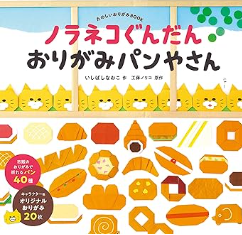 たのしいおりがみBOOK
ノラネコぐんだん
おりがみパンやさん
いしばしなおこ 作 工藤ノリコ 原作
市販の
おりがみで
折れるパン
40種
キャラクターの
オリジナル
おりがみ
20枚